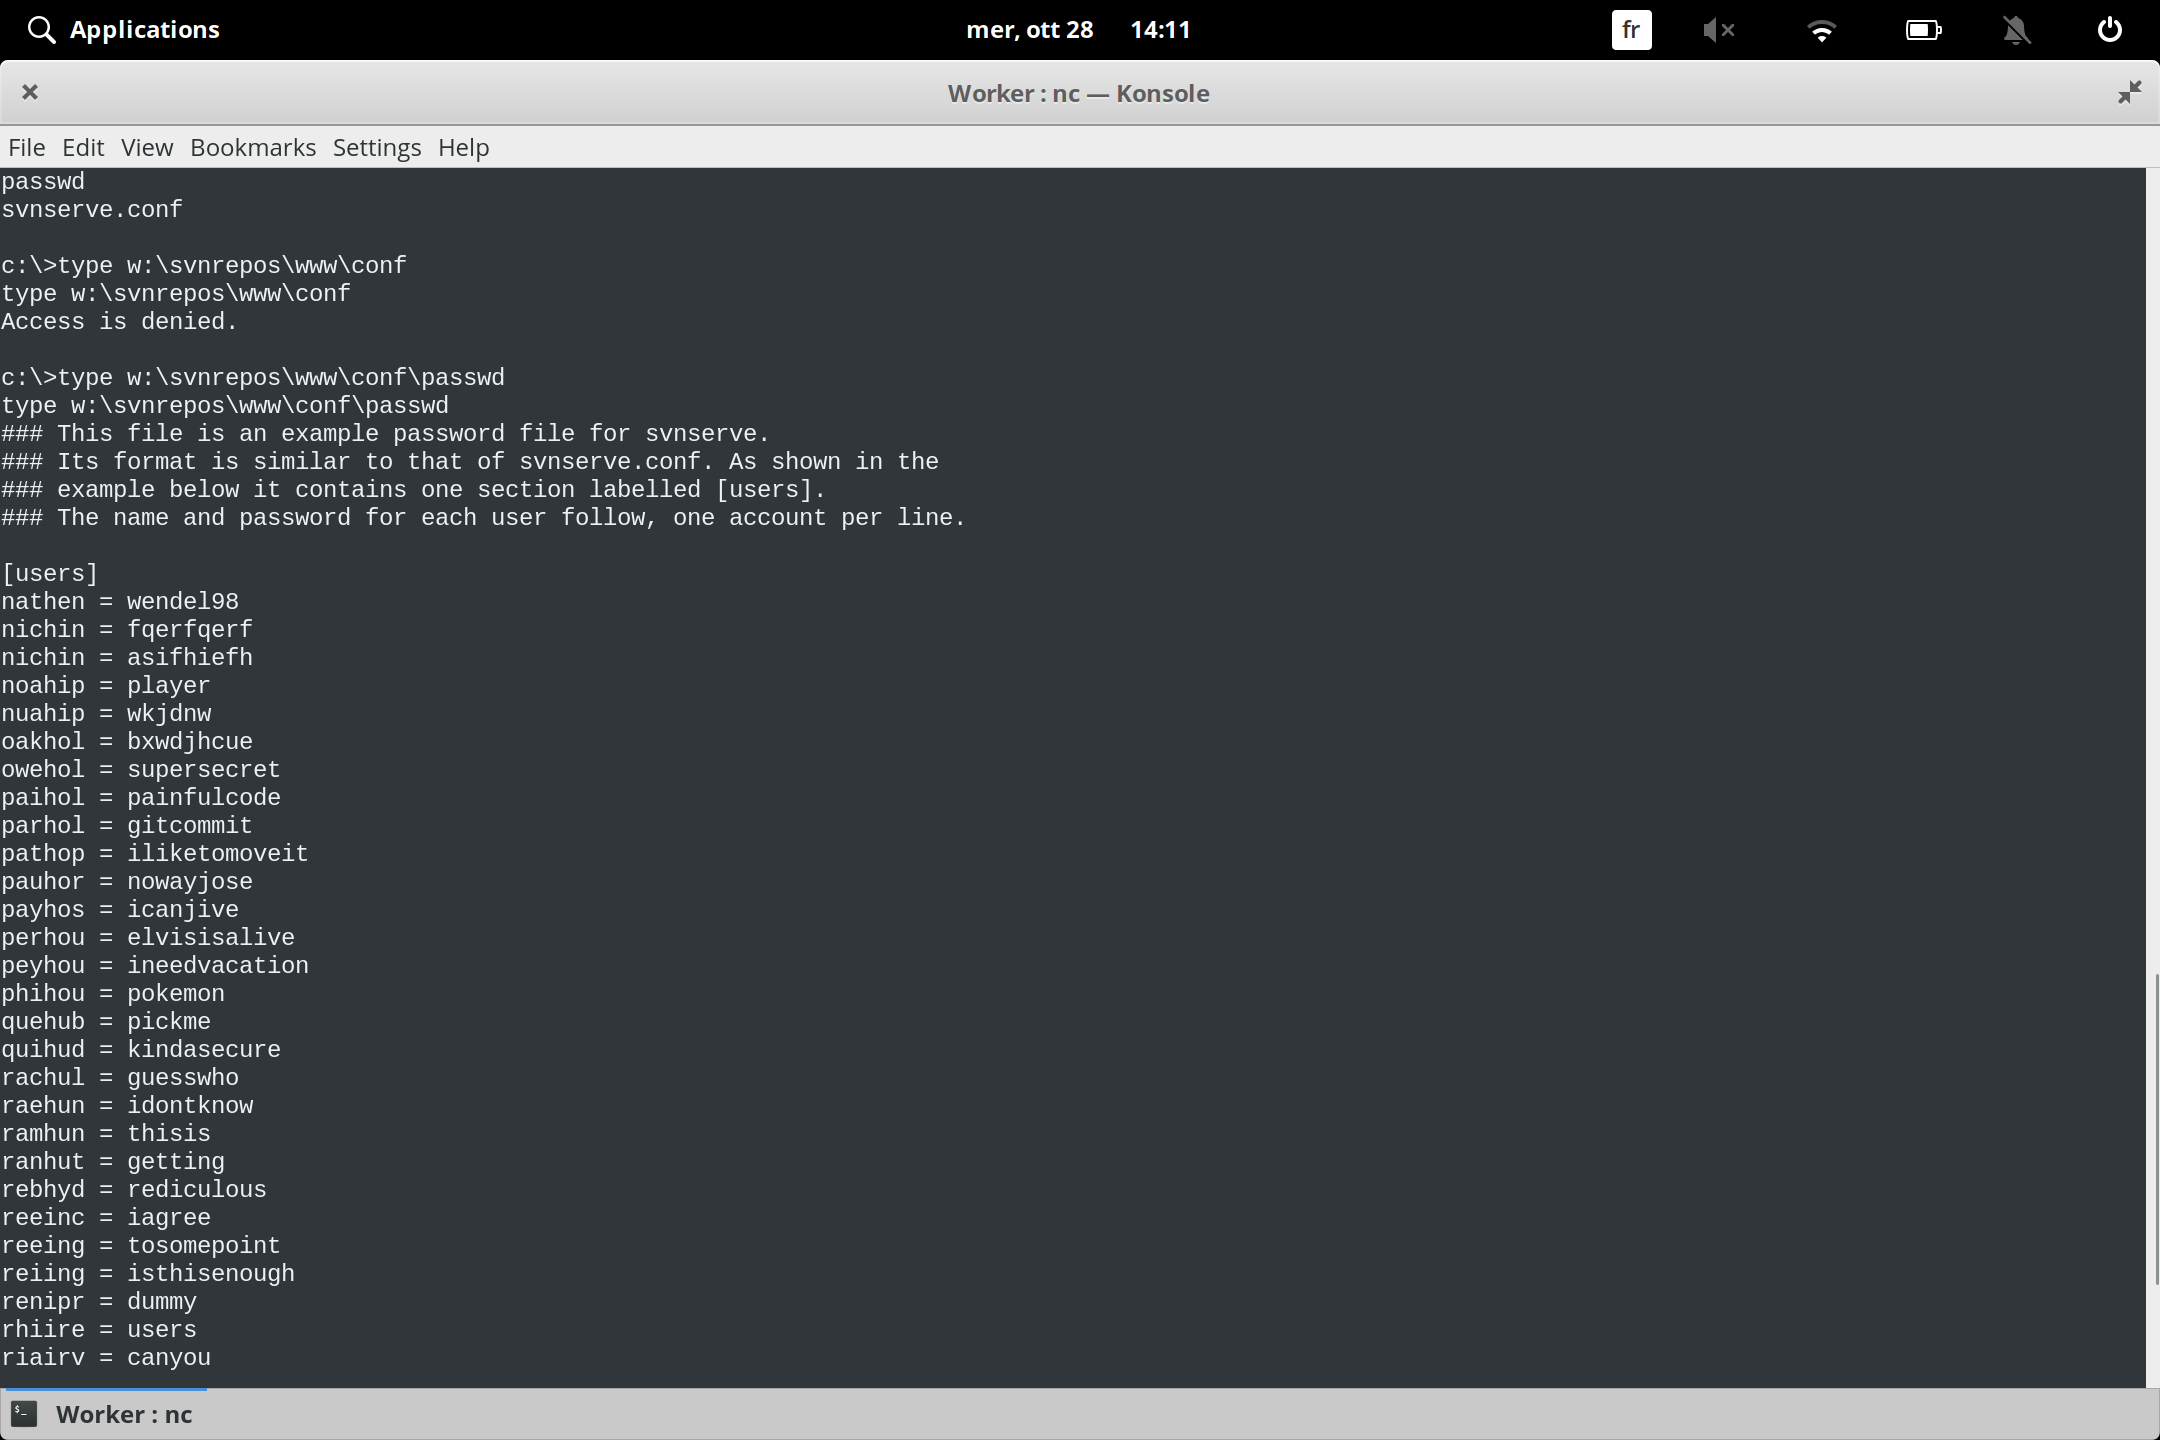 Applications mer, ott 28 14:11 fr
Worker : nc — Konsole
File Edit View Bookmarks Settings Help
passwd
svnserve.conf
c:\>type w:\svnrepos\www\conf
type w:\svnrepos\www\conf
Access is denied.
c:\>type w:\svnrepos\www\conf\passwd
type w:\svnrepos\www\conf\passwd
### This file is an example password file for svnserve.
### Its format is similar to that of svnserve.conf. As shown in the
### example below it contains one section labelled [users].
### The name and password for each user follow, one account per line.
[users]
nathen = wendel98
nichin = fqerfqerf
nichin = asifhiefh
noahip = player
nuahip = wkjdnw
oakhol = bxwdjhcue
owehol = supersecret
paihol = painfulcode
parhol = gitcommit
pathop = iliketomoveit
pauhor = nowayjose
payhos = icanjive
perhou = elvisisalive
peyhou = ineedvacation
phihou = pokemon
quehub = pickme
quihud = kindasecure
rachul = guesswho
raehun = idontknow
ramhun = thisis
ranhut = getting
rebhyd = rediculous
reeinc = iagree
reeing = tosomepoint
reiing = isthisenough
renipr = dummy
rhiire = users
riairv = canyou
Worker : nc